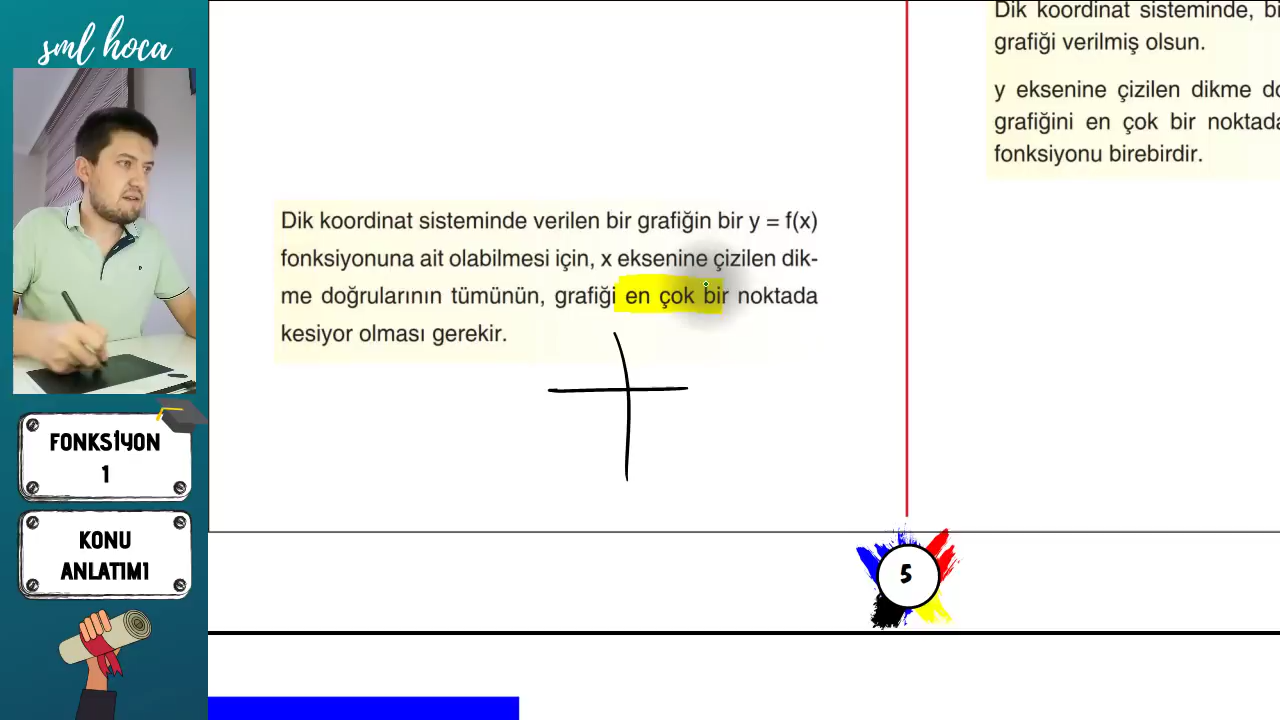 sml hoca
FONKSİYON
1
KONU
ANLATIMI
Dik koordinat sisteminde verilen bir grafiğin bir y = f(x)
fonksiyonuna ait olabilmesi için, x eksenine çizilen dik-
me doğrularının tümünün, grafiği en çok bir noktada
kesiyor olması gerekir.
5
Dik koordinat sisteminde, bi
grafiği verilmiş olsun.
y eksenine çizilen dikme do
grafiğini en çok bir noktada
fonksiyonu birebirdir.